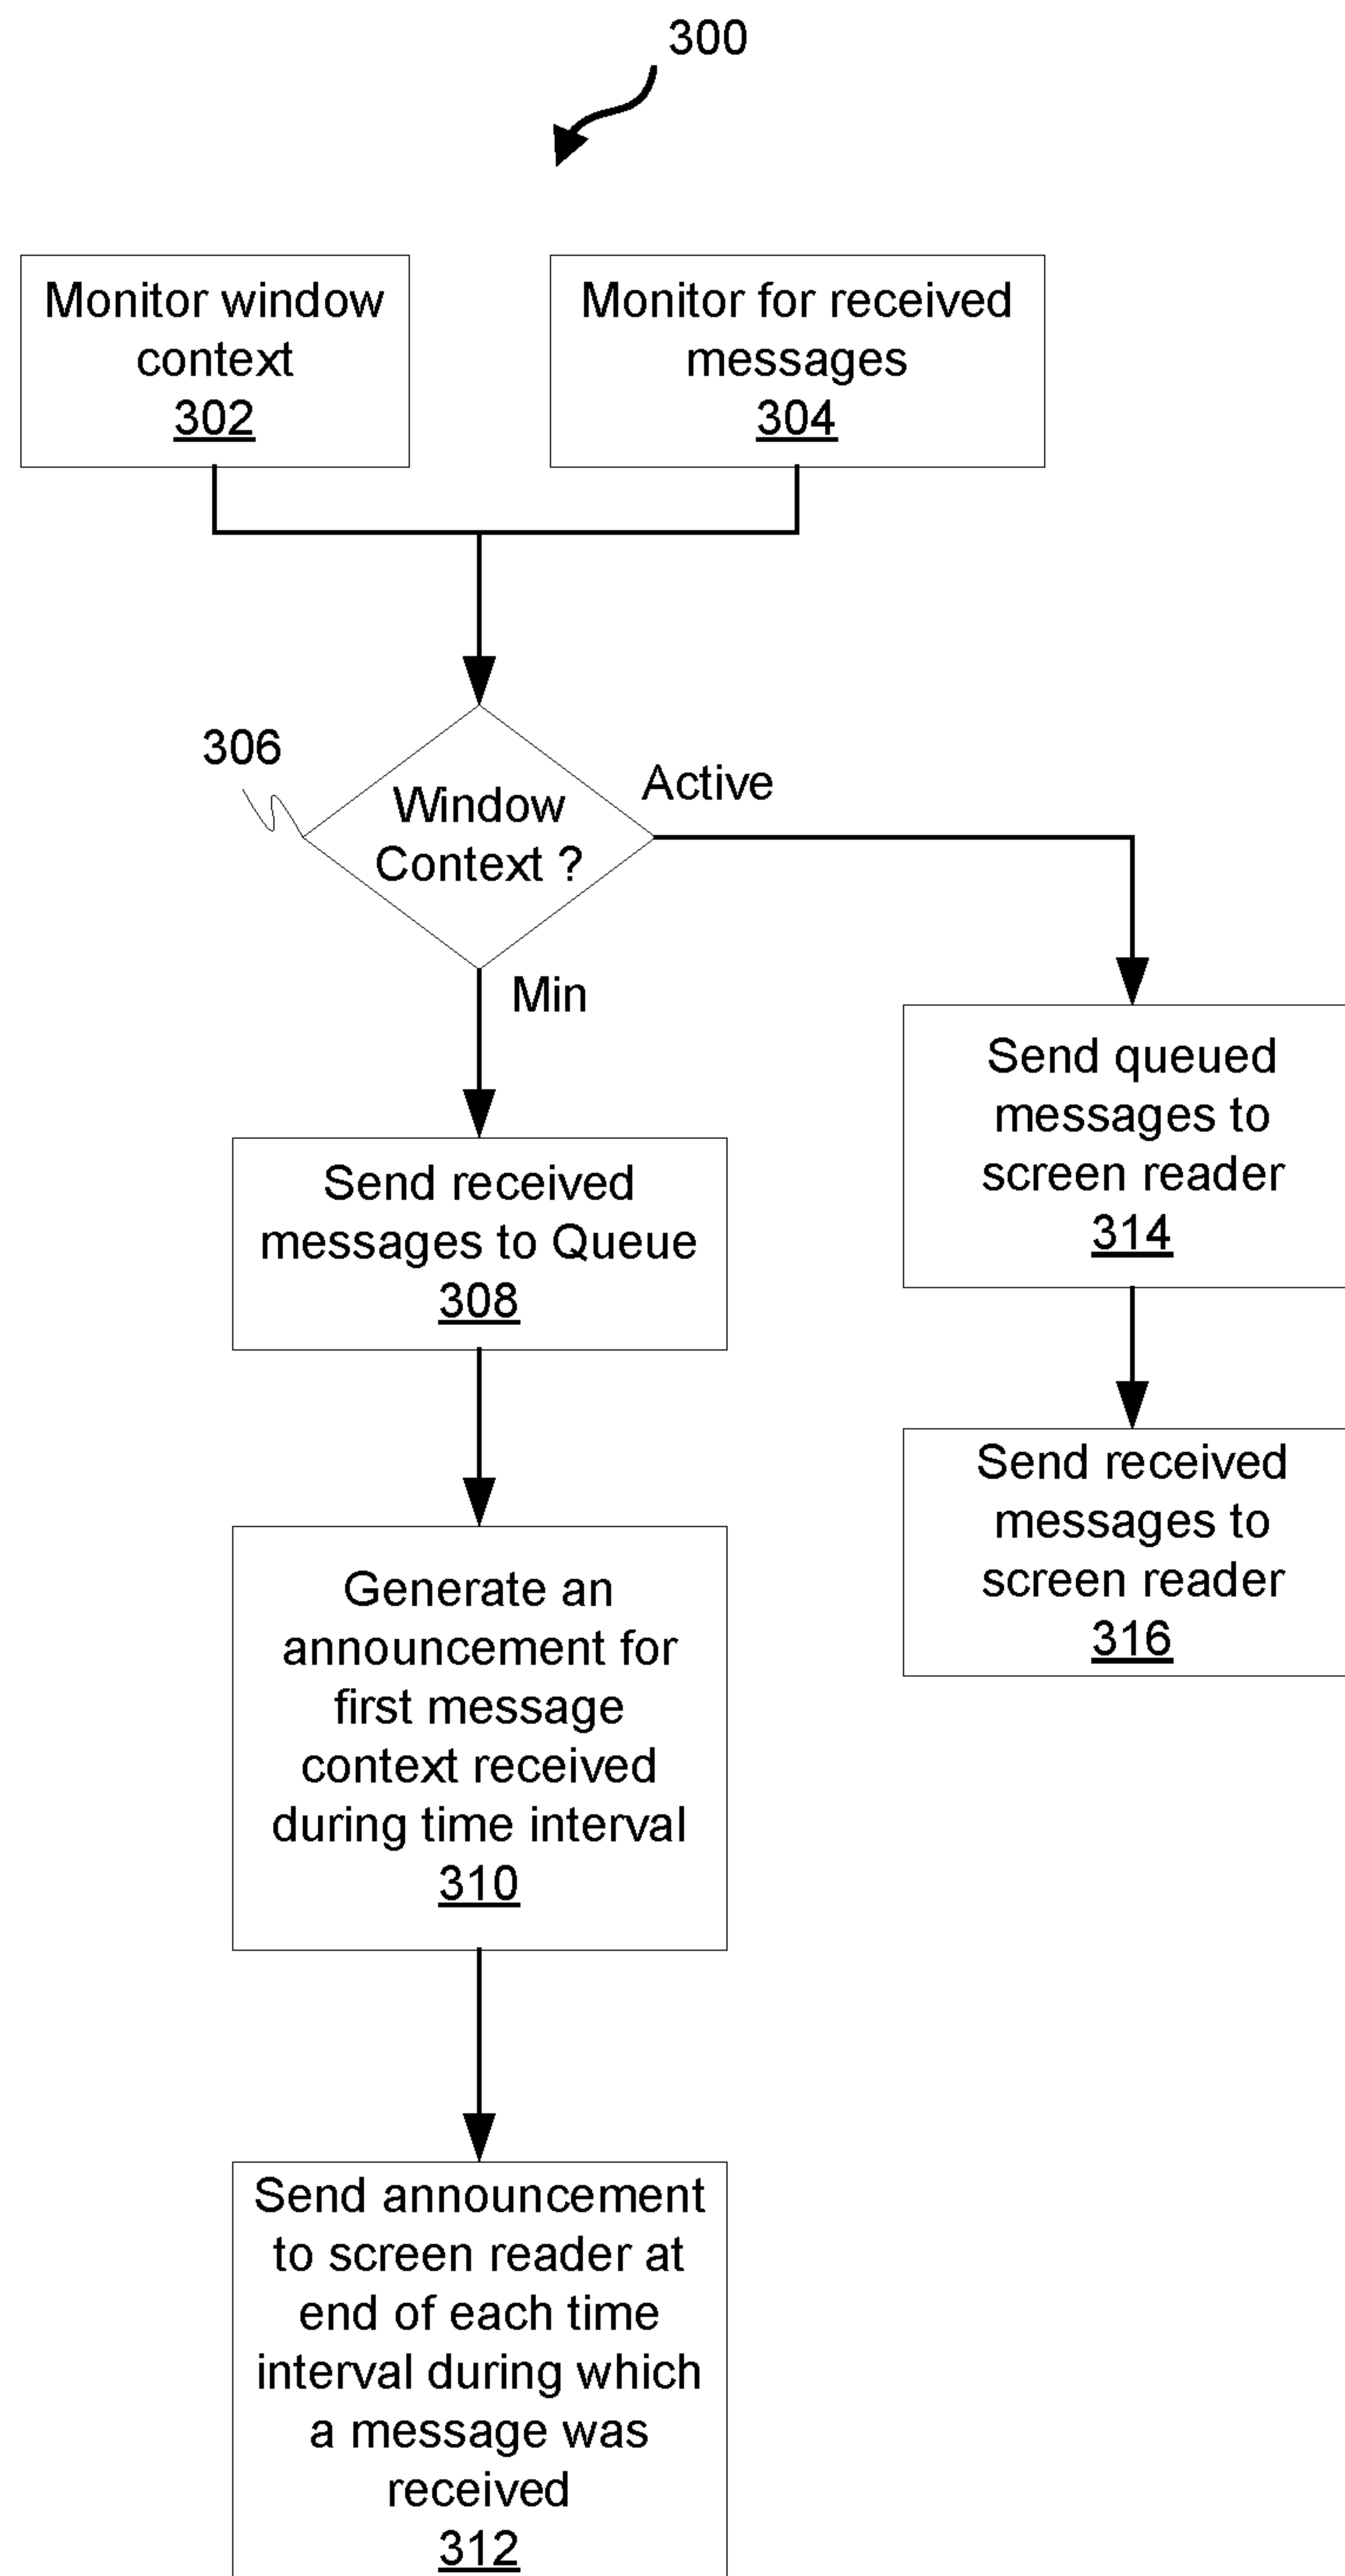 300
Monitor window
context
302
Monitor for received
messages
304
306
Window
Context ?
Active
Min
Send received
messages to Queue
308
Generate an
announcement for
first message
context received
during time interval
310
Send announcement
to screen reader at
end of each time
interval during which
a message was
received
312
Send queued
messages to
screen reader
314
Send received
messages to
screen reader
316